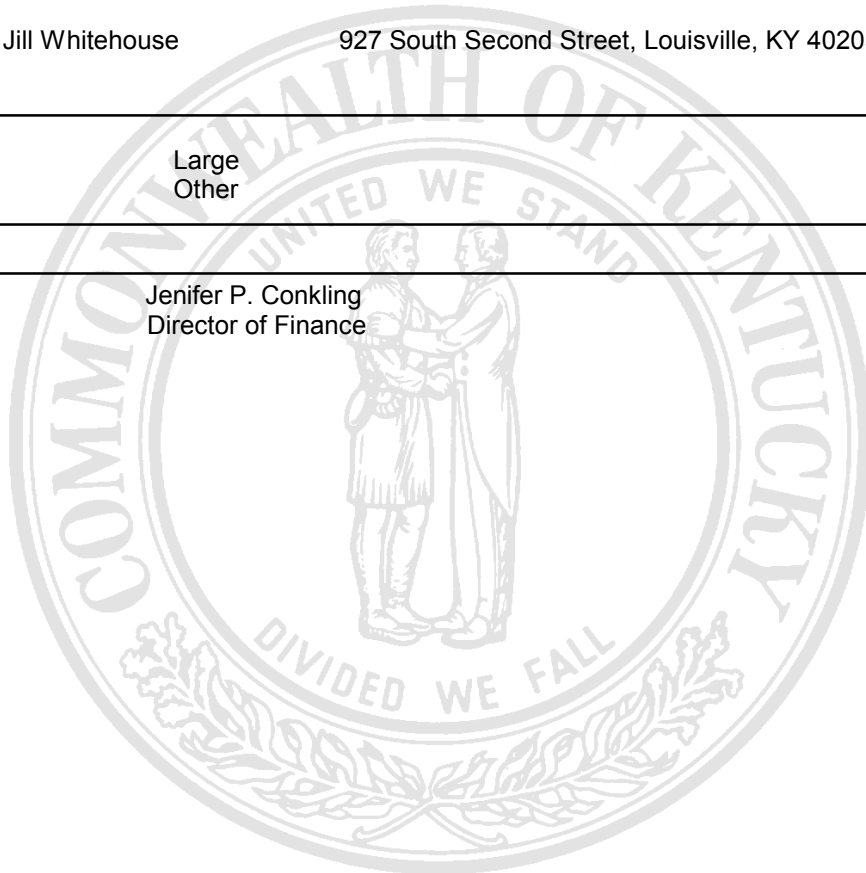 Jill Whitehouse 927 South Second Street, Louisville, KY 4020
Large
Other
Jenifer P. Conkling
Director of Finance
COMMONWEALTH OF KENTUCKY
UNITED WE STAND
DIVIDED WE FALL